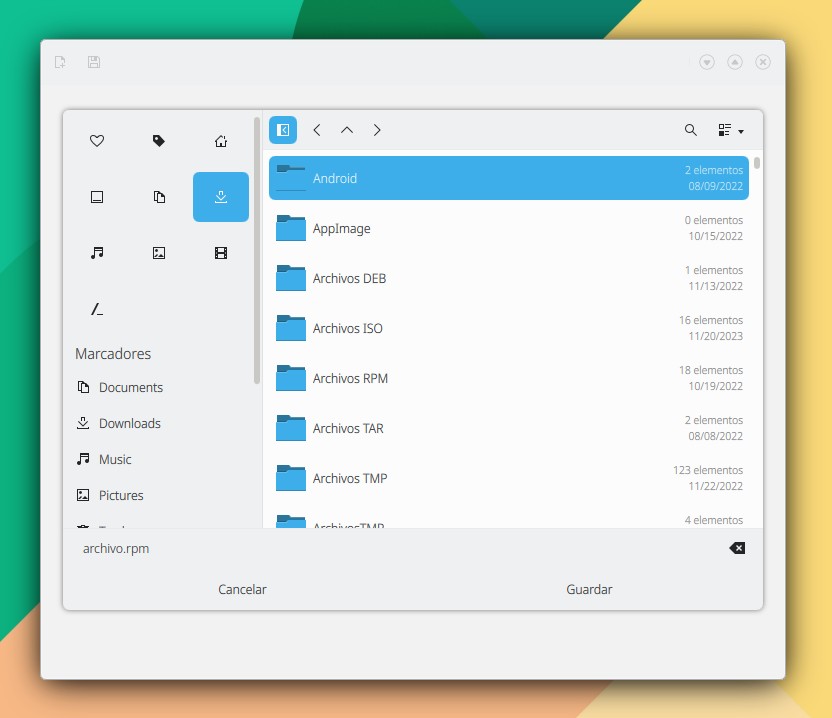 Android
2 elementos
08/09/2022
AppImage
0 elementos
10/15/2022
Archivos DEB
1 elementos
11/13/2022
Archivos ISO
16 elementos
11/20/2023
Archivos RPM
18 elementos
10/19/2022
Archivos TAR
2 elementos
08/08/2022
Archivos TMP
123 elementos
11/22/2022
ArchivosTMP
4 elementos
Marcadores
Documents
Downloads
Music
Pictures
archivo.rpm
Cancelar
Guardar